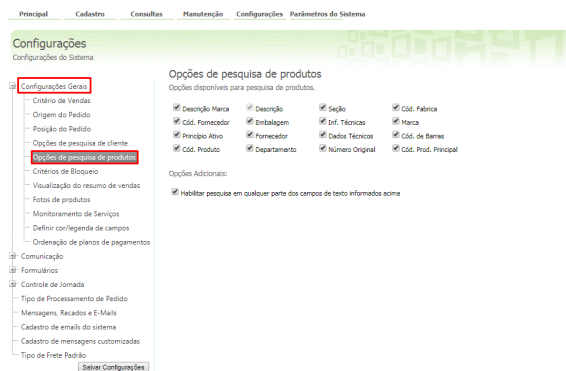 Principal Cadastro Consultas Manutenção Configurações Parâmetros do Sistema
Configurações
Configurações do Sistema
Configurações Gerais
Critério de Vendas
Origem do Pedido
Posição do Pedido
Opções de pesquisa de cliente
Opções de pesquisa de produtos
Critérios de Bloqueio
Visualização do resumo de vendas
Fotos de produtos
Monitoramento de Serviços
Definir cor/legenda de campos
Ordenação de planos de pagamentos
Comunicação
Formulários
Controle de Jornada
Tipo de Processamento de Pedido
Mensagens, Recados e E-Mails
Cadastro de emails do sistema
Cadastro de mensagens customizadas
Tipo de Frete Padrão
Salvar Configurações
Opções de pesquisa de produtos
Opções disponíveis para pesquisa de produtos.
Descrição Marca Descrição Seção Cód. Fabrica
Cód. Fornecedor Embalagem Inf. Técnicas Marca
Princípio Ativo Fornecedor Dados Técnicos Cód. de Barras
Cód. Produto Departamento Número Original Cód. Prod. Principal
Opções Adicionais:
Habilitar pesquisa em qualquer parte dos campos de texto informados acima